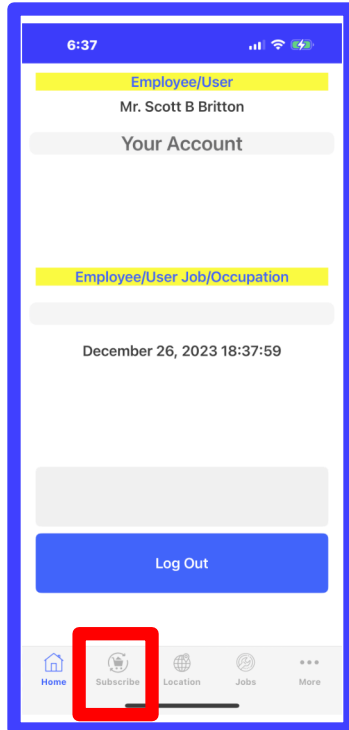 6:37
Employee/User
Mr. Scott B Britton
Your Account
Employee/User Job/Occupation
December 26, 2023 18:37:59
Log Out
Home Subscribe Location Jobs More